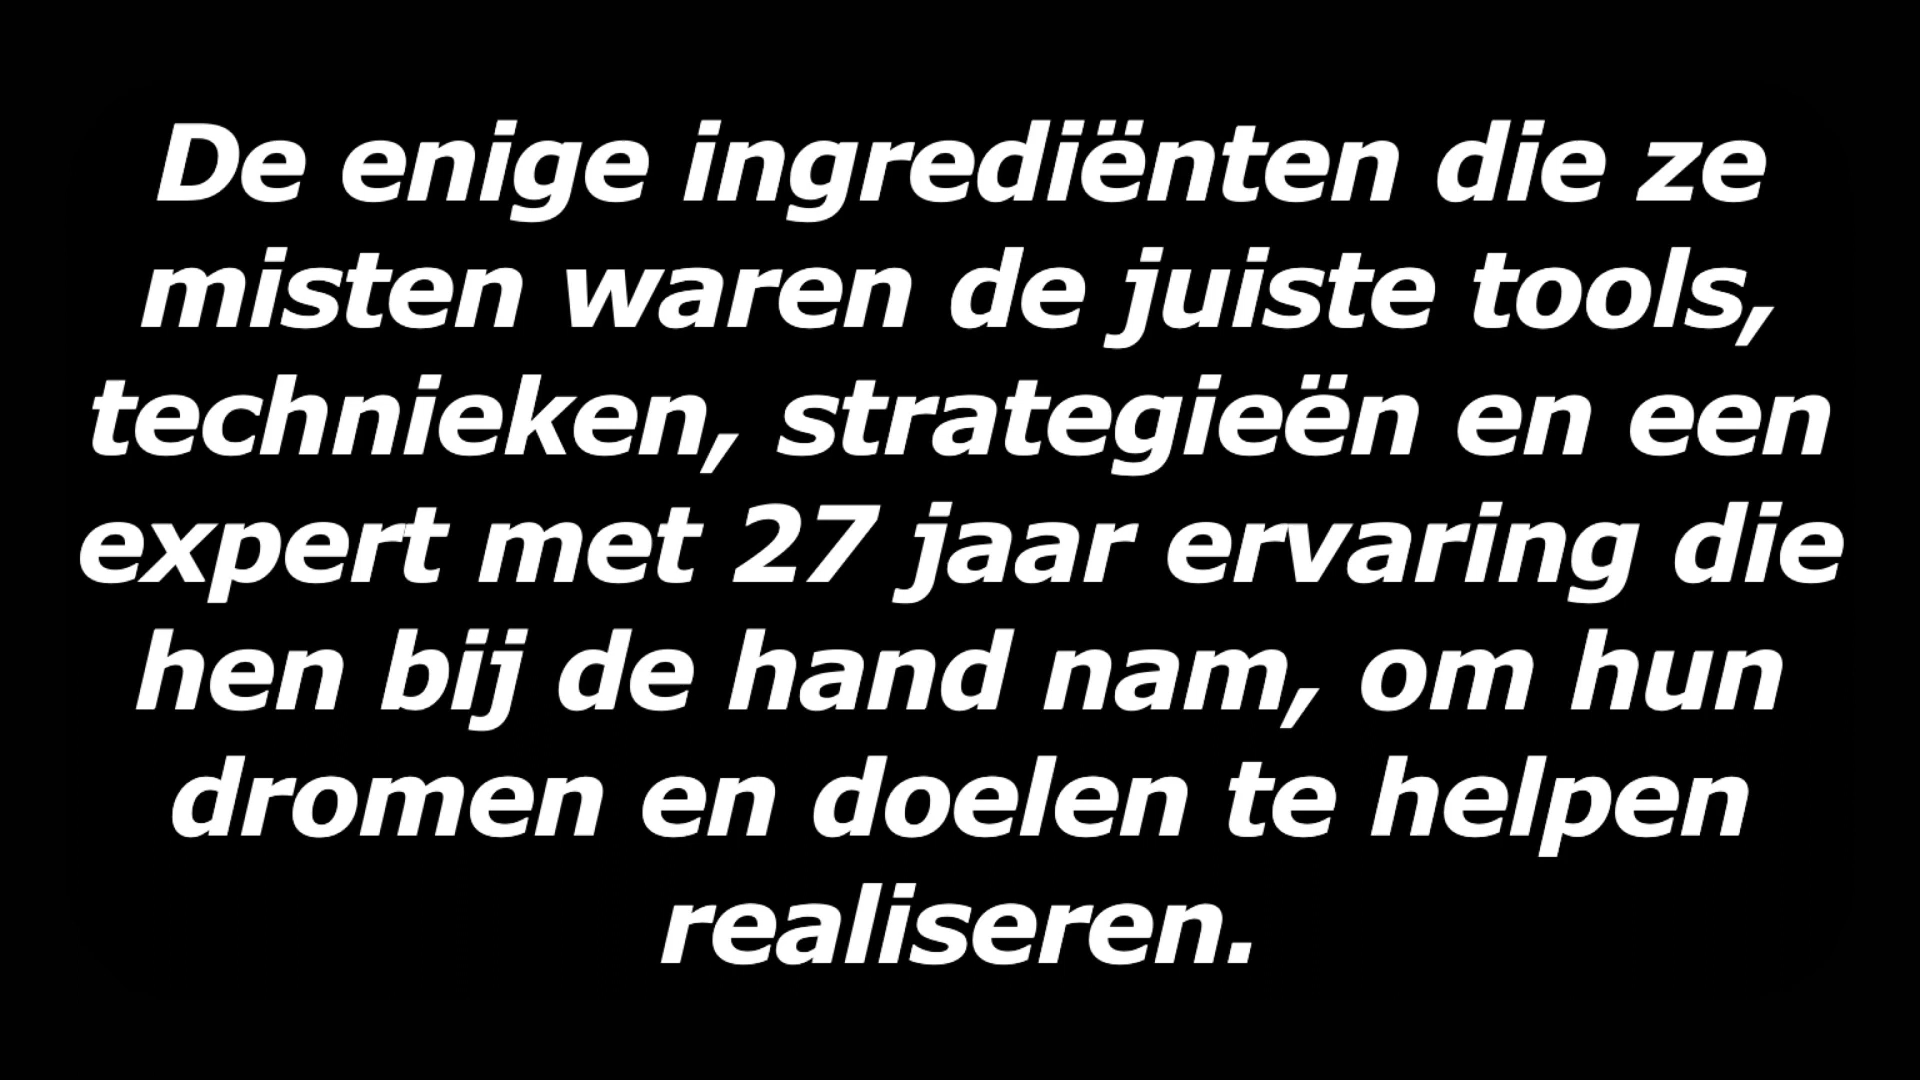 De enige ingrediënten die ze
misten waren de juiste tools,
technieken, strategieën en een
expert met 27 jaar ervaring die
hen bij de hand nam, om hun
dromen en doelen te helpen
realiseren.